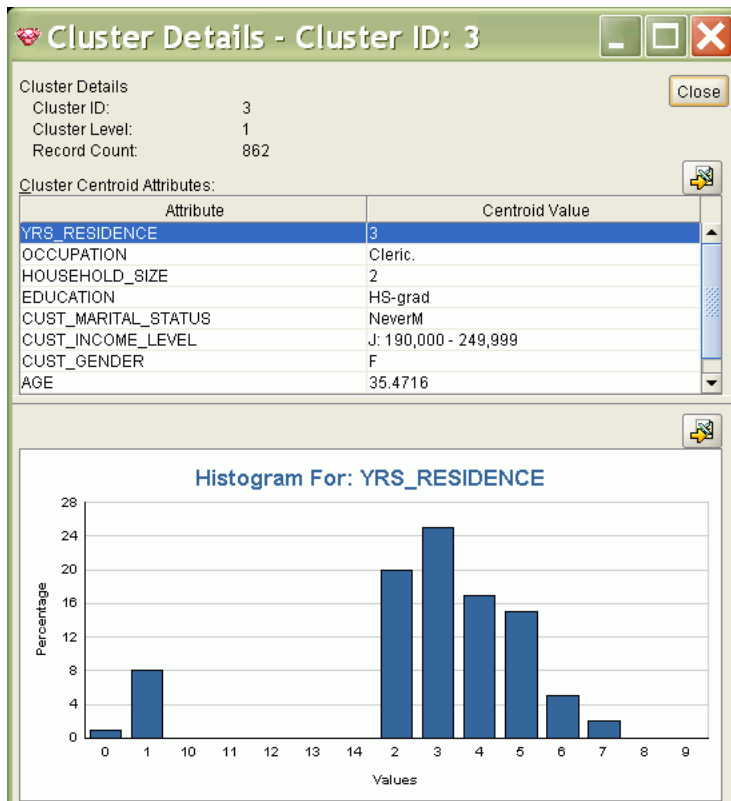 Cluster Details - Cluster ID: 3
Cluster Details
Close
Cluster ID: 3
Cluster Level: 1
Record Count: 862
Cluster Centroid Attributes:
Attribute Centroid Value
YRS_RESIDENCE 3
OCCUPATION Cleric.
HOUSEHOLD_SIZE 2
EDUCATION HS-grad
CUST_MARITAL_STATUS NeverM
CUST_INCOME_LEVEL J: 190,000 - 249,999
CUST_GENDER F
AGE 35.4716
Histogram For: YRS_RESIDENCE
28
24
20
16
12
8
4
0
Percentage
0 1 10 11 12 13 14 2 3 4 5 6 7 8 9
Values